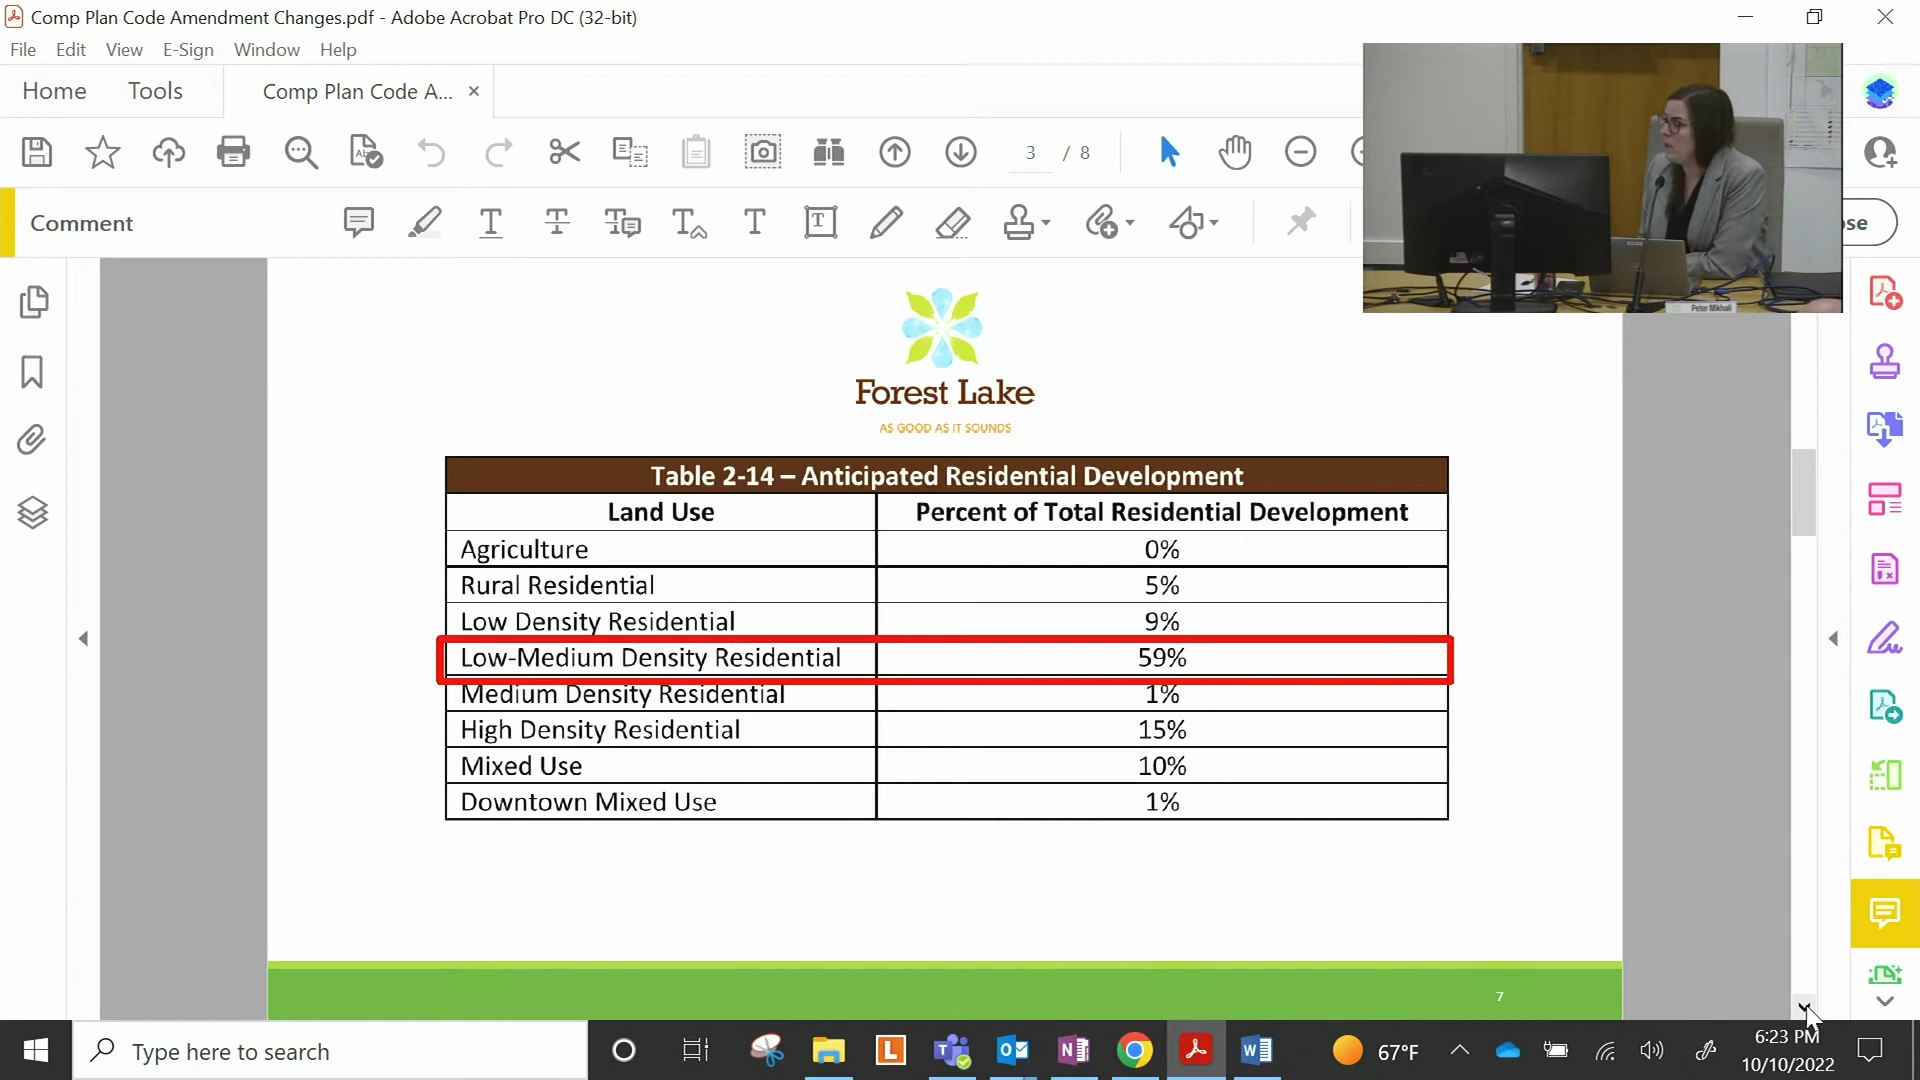 Comp Plan Code Amendment Changes.pdf - Adobe Acrobat Pro DC (32-bit)
File Edit View E-Sign Window Help
Home Tools Comp Plan Code A... ×
3 / 8
Comment
se
Peter Mikhail
Forest Lake
AS GOOD AS IT SOUNDS
Table 2-14 – Anticipated Residential Development
Land Use Percent of Total Residential Development
Agriculture 0%
Rural Residential 5%
Low Density Residential 9%
Low-Medium Density Residential 59%
Medium Density Residential 1%
High Density Residential 15%
Mixed Use 10%
Downtown Mixed Use 1%
7
Type here to search
67°F
6:23 PM
10/10/2022